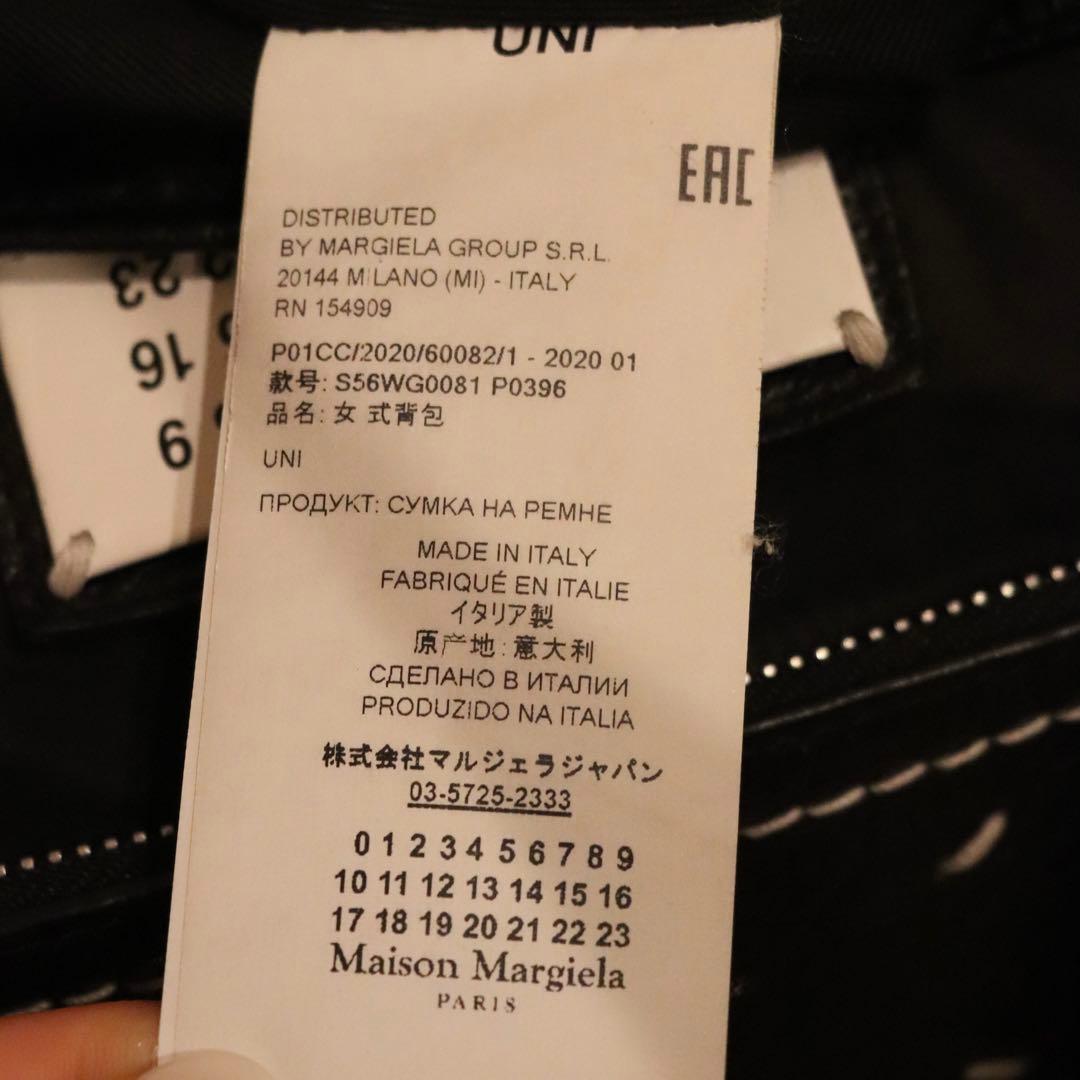 UNI
EAC
DISTRIBUTED
BY MARGIELA GROUP S.R.L.
20144 MILANO (MI) - ITALY
RN 154909
P01CC/2020/60082/1 - 2020 01
款号: S56WG0081 P0396
品名: 女 式背包
UNI
ПРОДУКТ: СУМКА НА РЕМНЕ
MADE IN ITALY
FABRIQUÉ EN ITALIE
イタリア製
原产地: 意大利
СДЕЛАНО В ИТАЛИИ
PRODUZIDO NA ITALIA
株式会社マルジェラジャパン
03-5725-2333
0 1 2 3 4 5 6 7 8 9
10 11 12 13 14 15 16
17 18 19 20 21 22 23
Maison Margiela
PARIS
23
16
9